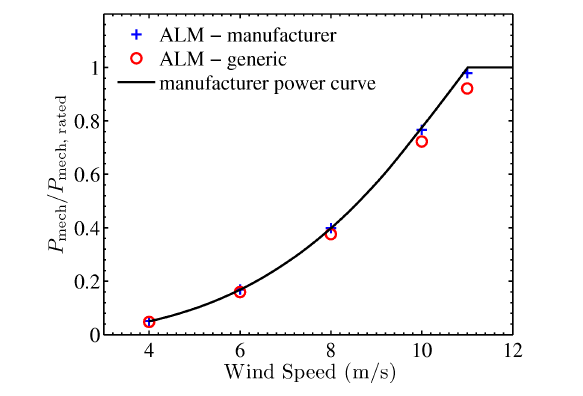 ALM – manufacturer
ALM – generic
manufacturer power curve
P_mech/P_mech, rated
1
0.8
0.6
0.4
0.2
0
4 6 8 10 12
Wind Speed (m/s)